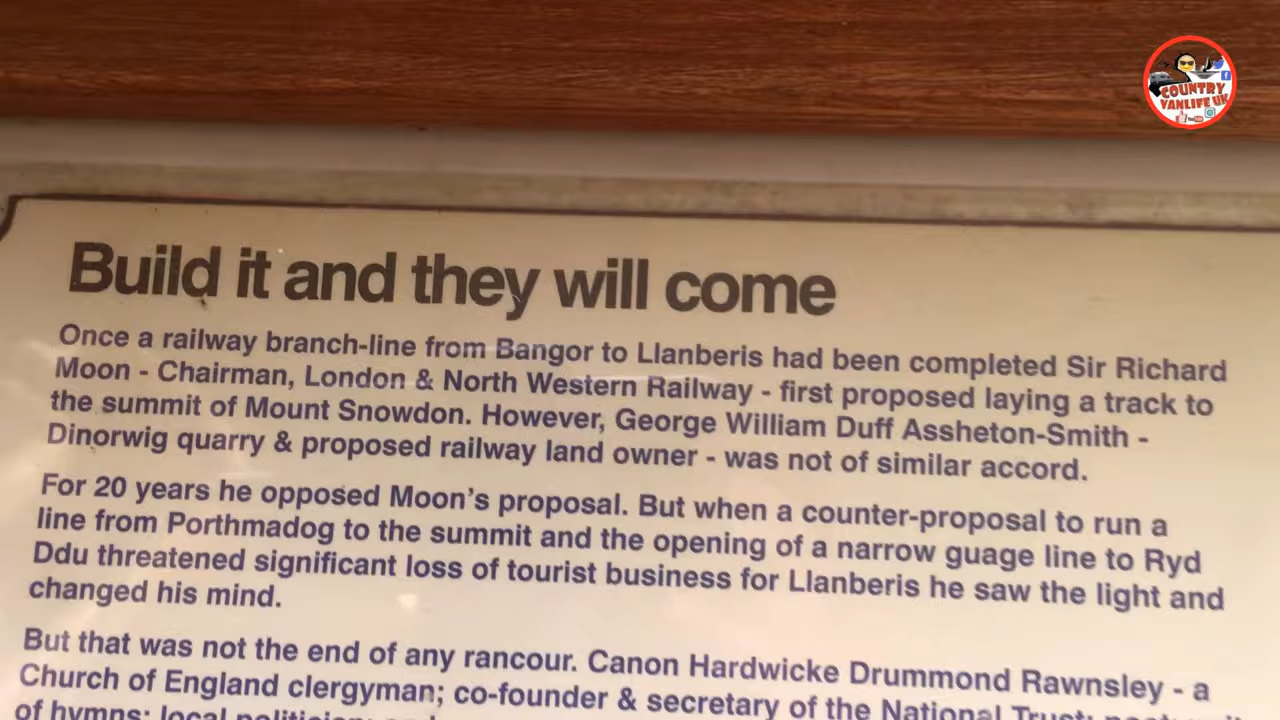 COUNTRY
VANLIFE UK
Build it and they will come
Once a railway branch-line from Bangor to Llanberis had been completed Sir Richard
Moon - Chairman, London & North Western Railway - first proposed laying a track to
the summit of Mount Snowdon. However, George William Duff Assheton-Smith -
Dinorwig quarry & proposed railway land owner - was not of similar accord.
For 20 years he opposed Moon's proposal. But when a counter-proposal to run a
line from Porthmadog to the summit and the opening of a narrow guage line to Ryd
Ddu threatened significant loss of tourist business for Llanberis he saw the light and
changed his mind.
But that was not the end of any rancour. Canon Hardwicke Drummond Rawnsley - a
Church of England clergyman; co-founder & secretary of the National Trust;
of hymns; local politician;